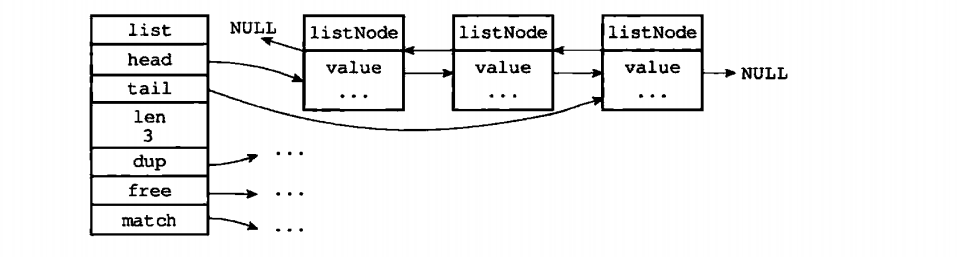 list
head
tail
len
3
dup
free
match
NULL
listNode
value
...
listNode
value
...
listNode
value
...
NULL
...
...
...